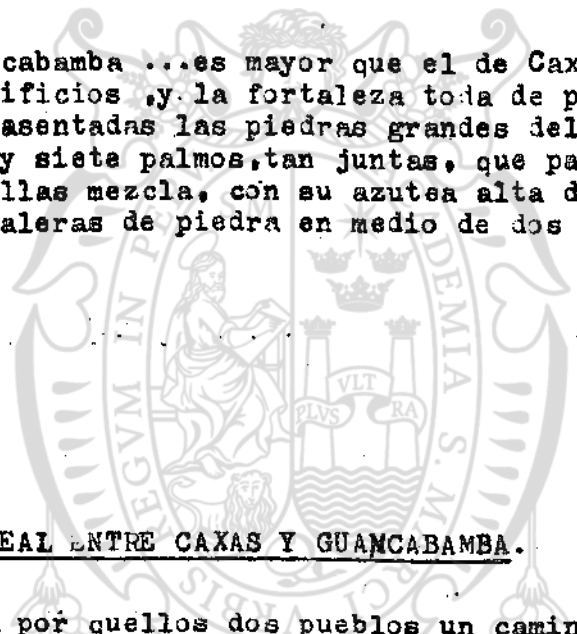 cabamba ...es mayor que el de Cax
ificios ,y la fortaleza toda de p
asentadas las piedras grandes del
y siete palmos,tan juntas, que pa
llas mezcla, con su azutea alta d
aleras de piedra en medio de dos
PLVS VLT RA
EAL ENTRE CAXAS Y GUANCABAMBA.
por quellos dos pueblos un camin